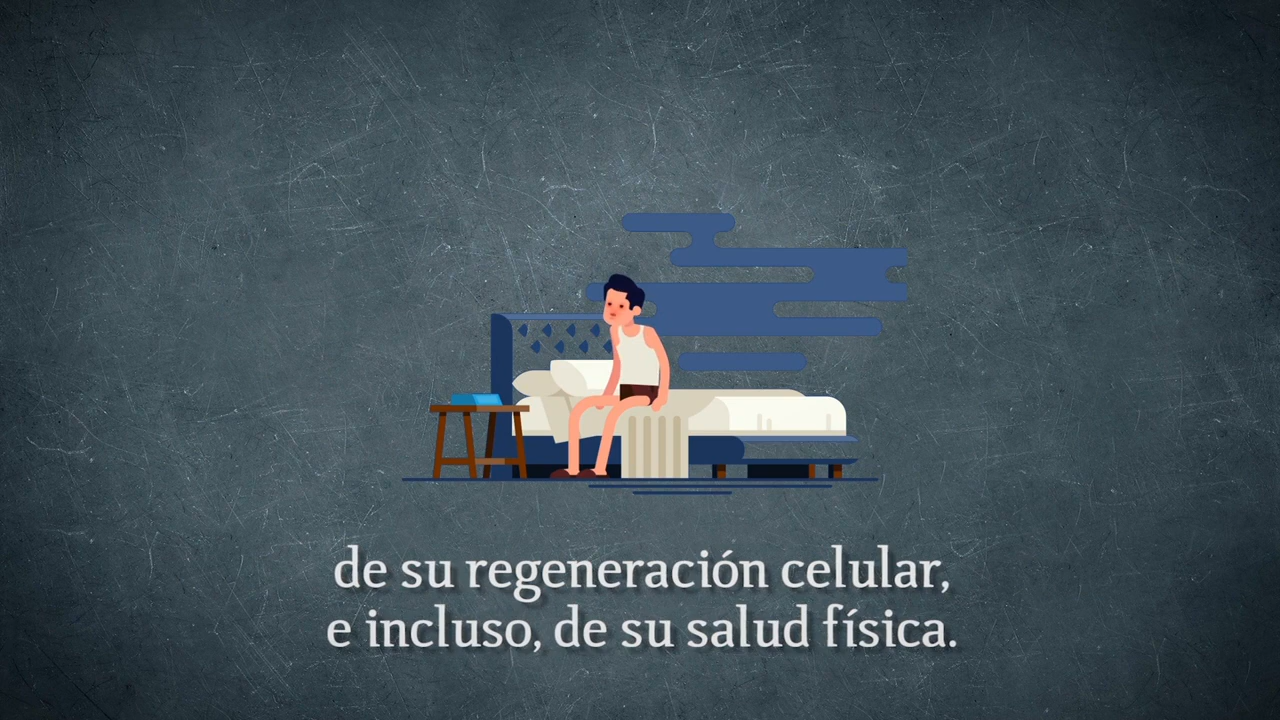 de su regeneración celular,
e incluso, de su salud física.